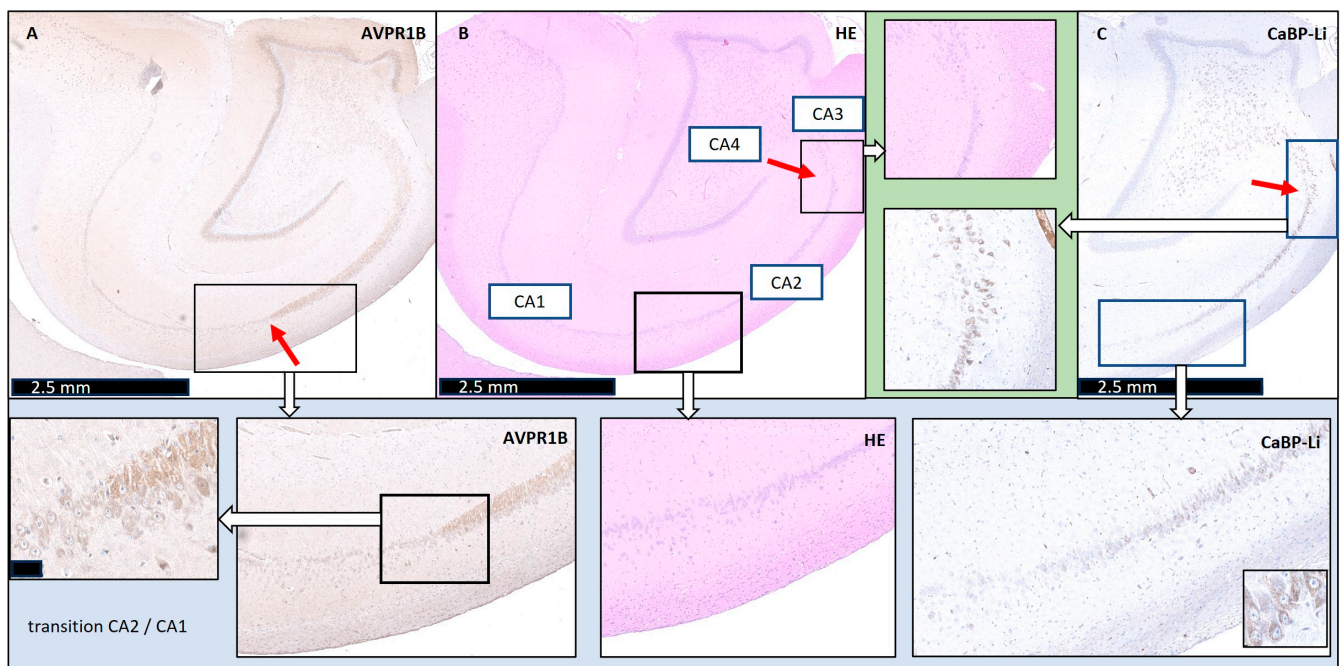 A
AVPR1B
2.5 mm
B
HE
CA3
CA4
CA2
CA1
2.5 mm
C
CaBP-Li
2.5 mm
AVPR1B
HE
CaBP-Li
transition CA2 / CA1